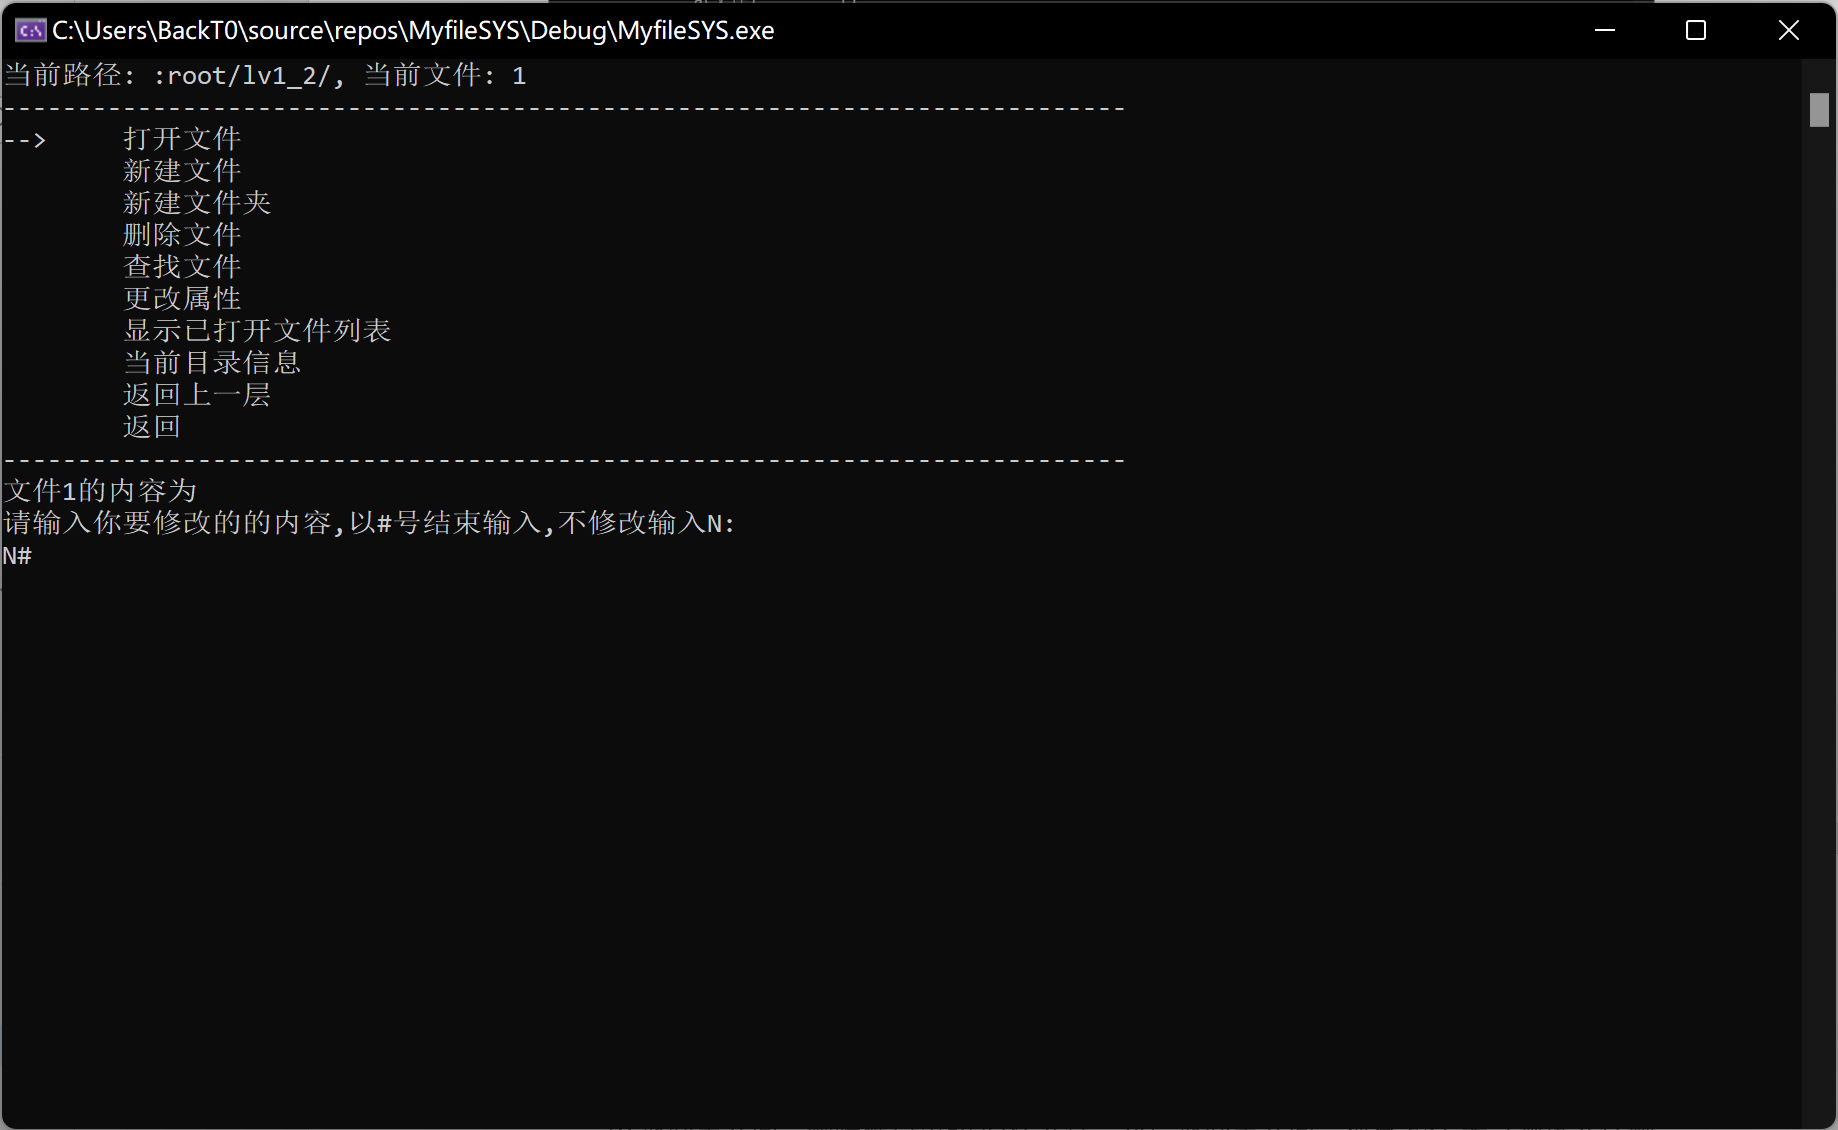 C:\Users\BackT0\source\repos\MyfileSYS\Debug\MyfileSYS.exe
当前路径: :root/lv1_2/, 当前文件: 1
---------------------------------------------------------------------------
--> 打开文件
新建文件
新建文件夹
删除文件
查找文件
更改属性
显示已打开文件列表
当前目录信息
返回上一层
返回
---------------------------------------------------------------------------
文件1的内容为
请输入你要修改的的内容,以#号结束输入,不修改输入N:
N#